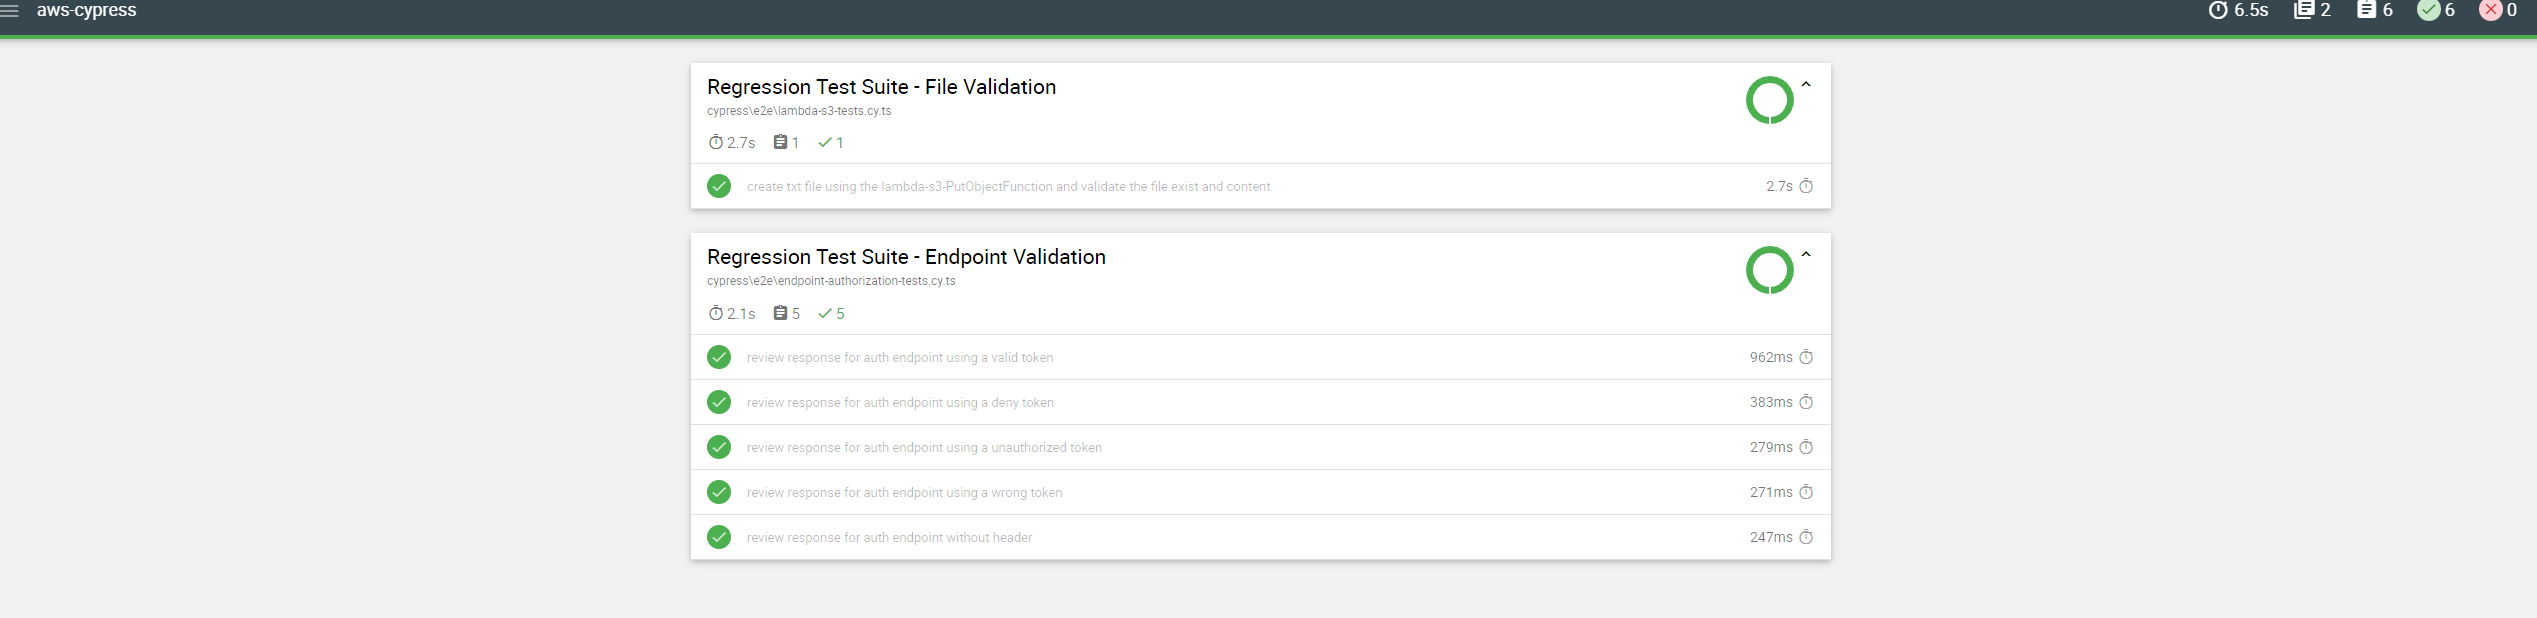 aws-cypress 6.5s 2 6 6 0
Regression Test Suite - File Validation
cypress\e2e\lambda-s3-tests.cy.ts
2.7s 1 1
create txt file using the lambda-s3-PutObjectFunction and validate the file exist and content 2.7s
Regression Test Suite - Endpoint Validation
cypress\e2e\endpoint-authorization-tests.cy.ts
2.1s 5 5
review response for auth endpoint using a valid token 962ms
review response for auth endpoint using a deny token 383ms
review response for auth endpoint using a unauthorized token 279ms
review response for auth endpoint using a wrong token 271ms
review response for auth endpoint without header 247ms